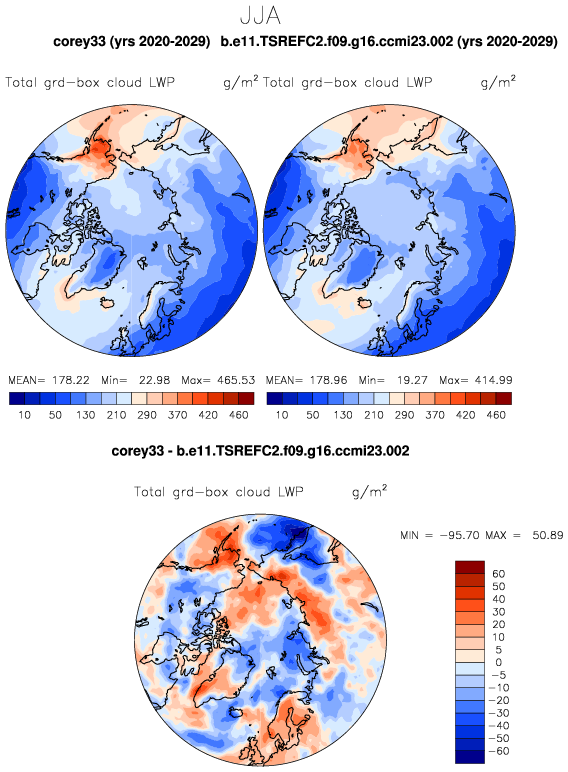 JJA
corey33 (yrs 2020-2029) b.e11.TSREFC2.f09.g16.ccmi23.002 (yrs 2020-2029)
Total grd-box cloud LWP g/m² Total grd-box cloud LWP g/m²
MEAN= 178.22 Min= 22.98 Max= 465.53 MEAN= 178.96 Min= 19.27 Max= 414.99
10 50 130 210 290 370 420 460 10 50 130 210 290 370 420 460
corey33 - b.e11.TSREFC2.f09.g16.ccmi23.002
Total grd-box cloud LWP g/m²
MIN = -95.70 MAX = 50.89
60
50
40
30
20
10
5
0
-5
-10
-20
-30
-40
-50
-60